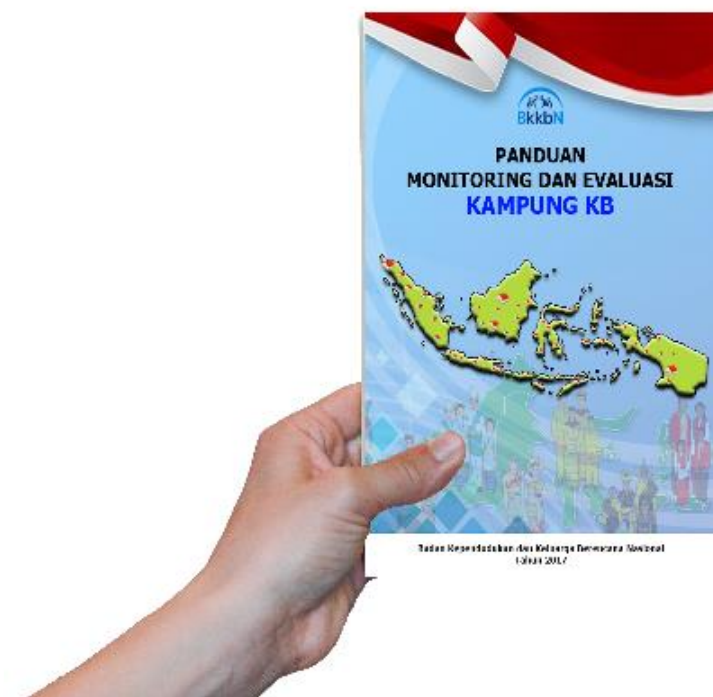 BkkbN
PANDUAN
MONITORING DAN EVALUASI
KAMPUNG KB
Badan Kependudukan dan Keluarga Berencana Nasional
Tahun 2017